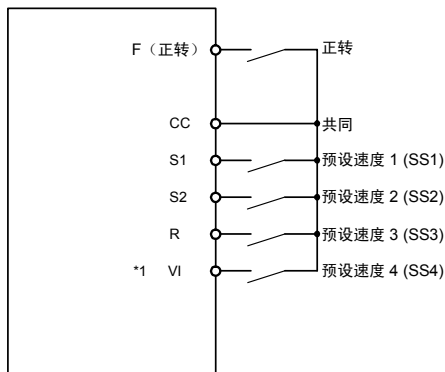 F（正转） 正转
CC 共同
S1 预设速度 1 (SS1)
S2 预设速度 2 (SS2)
R 预设速度 3 (SS3)
*1 VI 预设速度 4 (SS4)